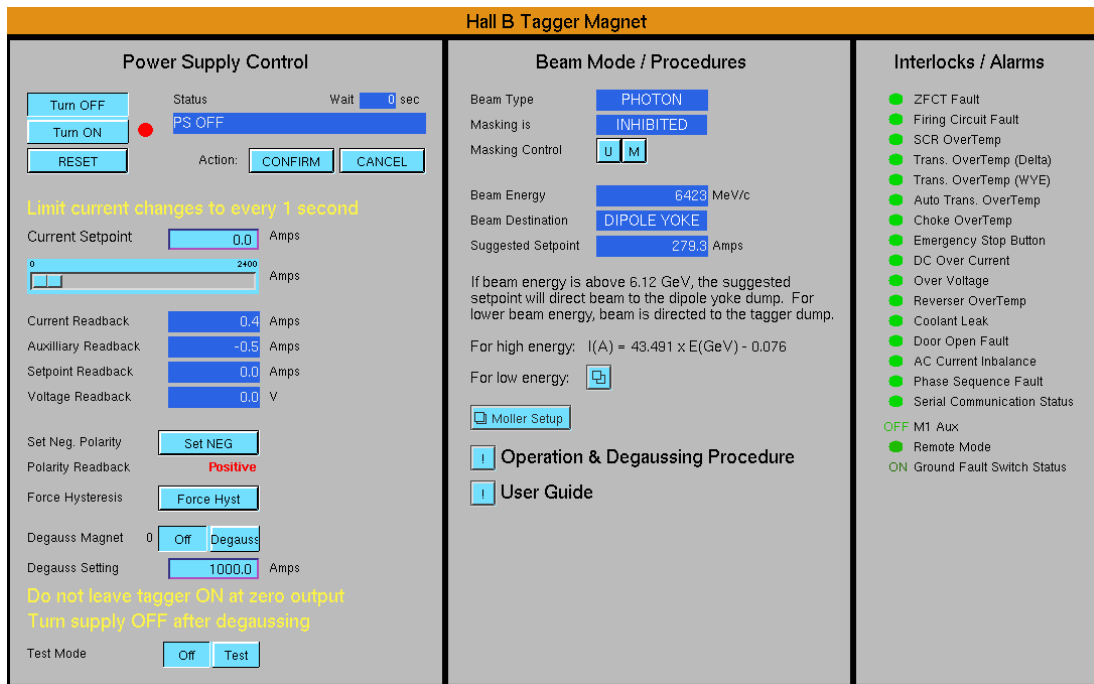 Hall B Tagger Magnet
Power Supply Control
Turn OFF
Status
Wait 0 sec
Turn ON
PS OFF
RESET
Action: CONFIRM CANCEL
Limit current changes to every 1 second
Current Setpoint 0.0 Amps
0 2400
Amps
Current Readback 0.4 Amps
Auxilliary Readback -0.5 Amps
Setpoint Readback 0.0 Amps
Voltage Readback 0.0 V
Set Neg. Polarity Set NEG
Polarity Readback Positive
Force Hysteresis Force Hyst
Degauss Magnet 0 Off Degauss
Degauss Setting 1000.0 Amps
Do not leave tagger ON at zero output
Turn supply OFF after degaussing
Test Mode Off Test
Beam Mode / Procedures
Beam Type PHOTON
Masking is INHIBITED
Masking Control U M
Beam Energy 6423 MeV/c
Beam Destination DIPOLE YOKE
Suggested Setpoint 279.3 Amps
If beam energy is above 6.12 GeV, the suggested
setpoint will direct beam to the dipole yoke dump. For
lower beam energy, beam is directed to the tagger dump.
For high energy: I(A) = 43.491 x E(GeV) - 0.076
For low energy:
Moller Setup
! Operation & Degaussing Procedure
! User Guide
Interlocks / Alarms
ZFCT Fault
Firing Circuit Fault
SCR OverTemp
Trans. OverTemp (Delta)
Trans. OverTemp (WYE)
Auto Trans. OverTemp
Choke OverTemp
Emergency Stop Button
DC Over Current
Over Voltage
Reverser OverTemp
Coolant Leak
Door Open Fault
AC Current Inbalance
Phase Sequence Fault
Serial Communication Status
OFF M1 Aux
Remote Mode
ON Ground Fault Switch Status